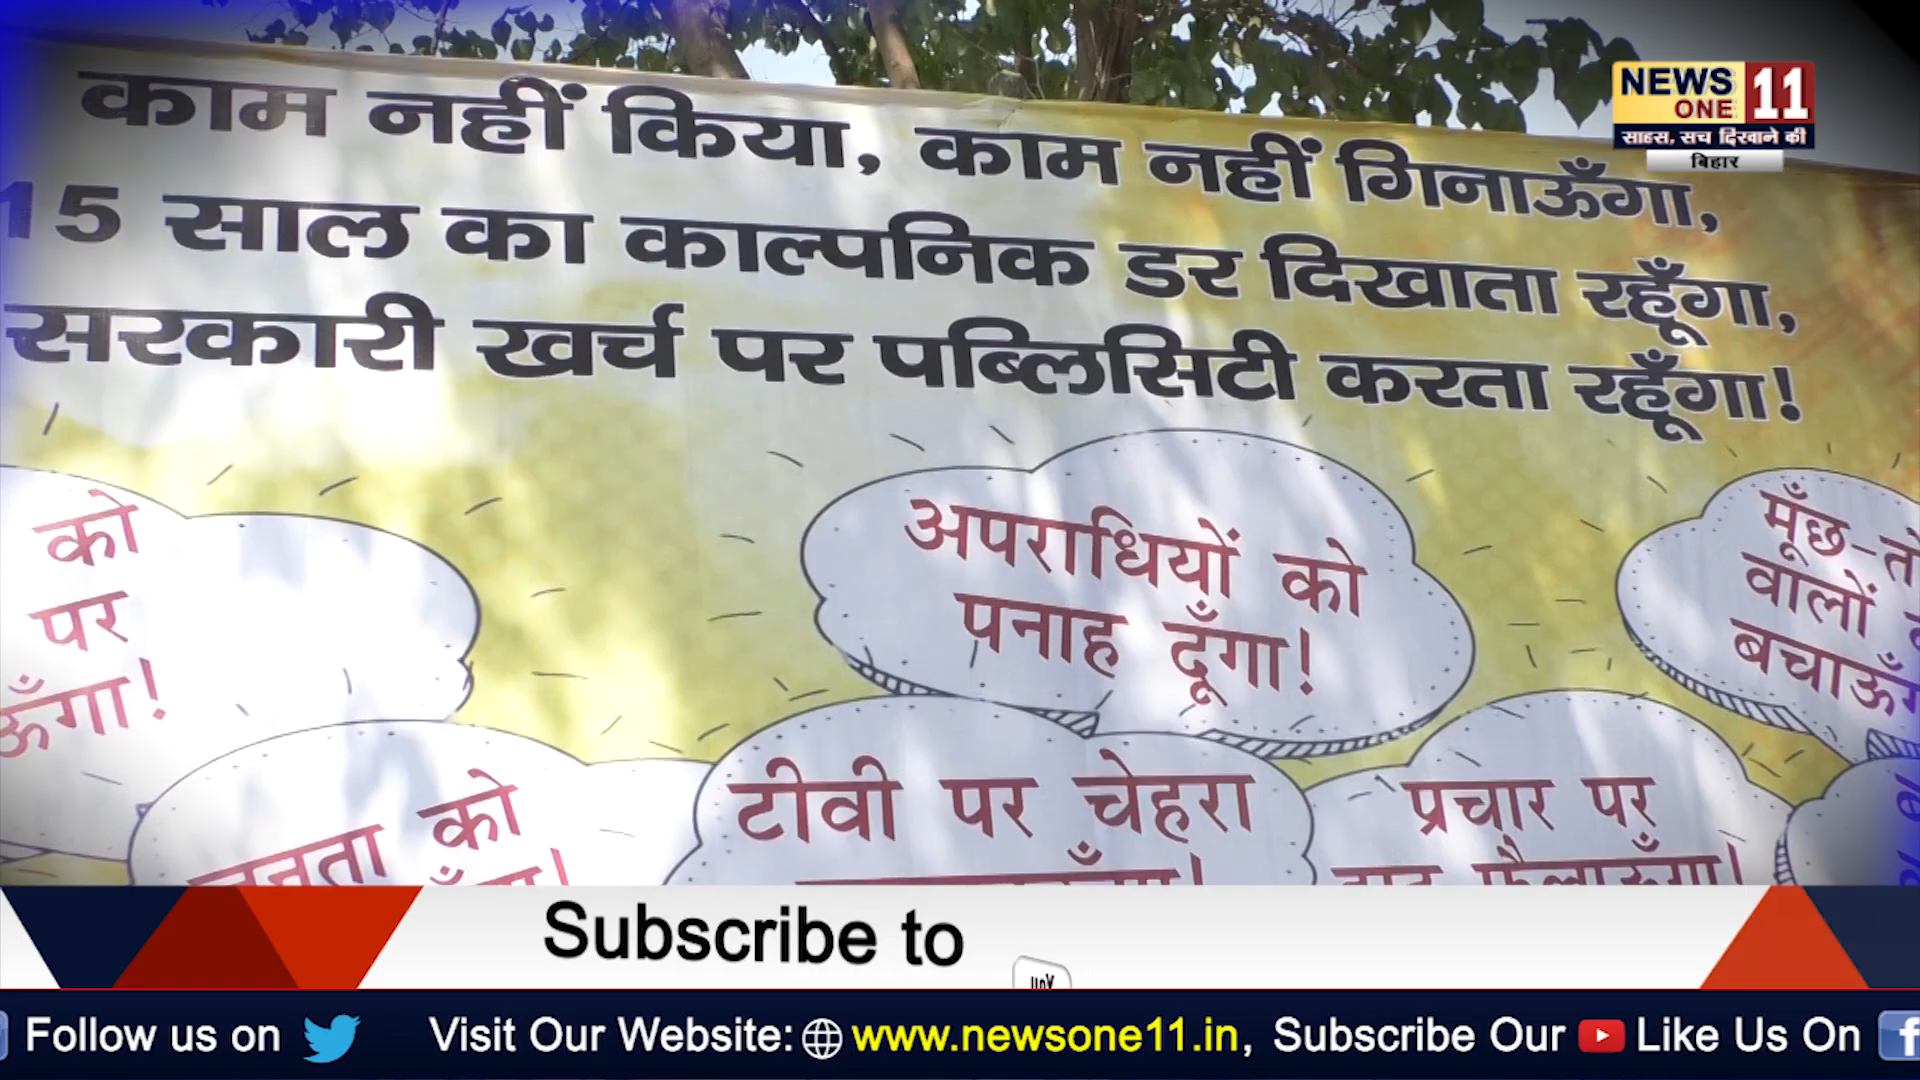 काम नहीं किया, काम नहीं गिनाऊँगा,
15 साल का काल्पनिक डर दिखाता रहूँगा,
सरकारी खर्च पर पब्लिसिटी करता रहूँगा!
को
पर
ऊँगा!
अपराधियों को
पनाह दूँगा!
मूँछ-तो
वालों
बचाऊँग
जनता को
टीवी पर चेहरा
प्रचार पर
NEWS
ONE 11
साहस, सच दिखाने की
बिहार
Subscribe to
You
Follow us on
Visit Our Website: www.newsone11.in, Subscribe Our
Like Us On